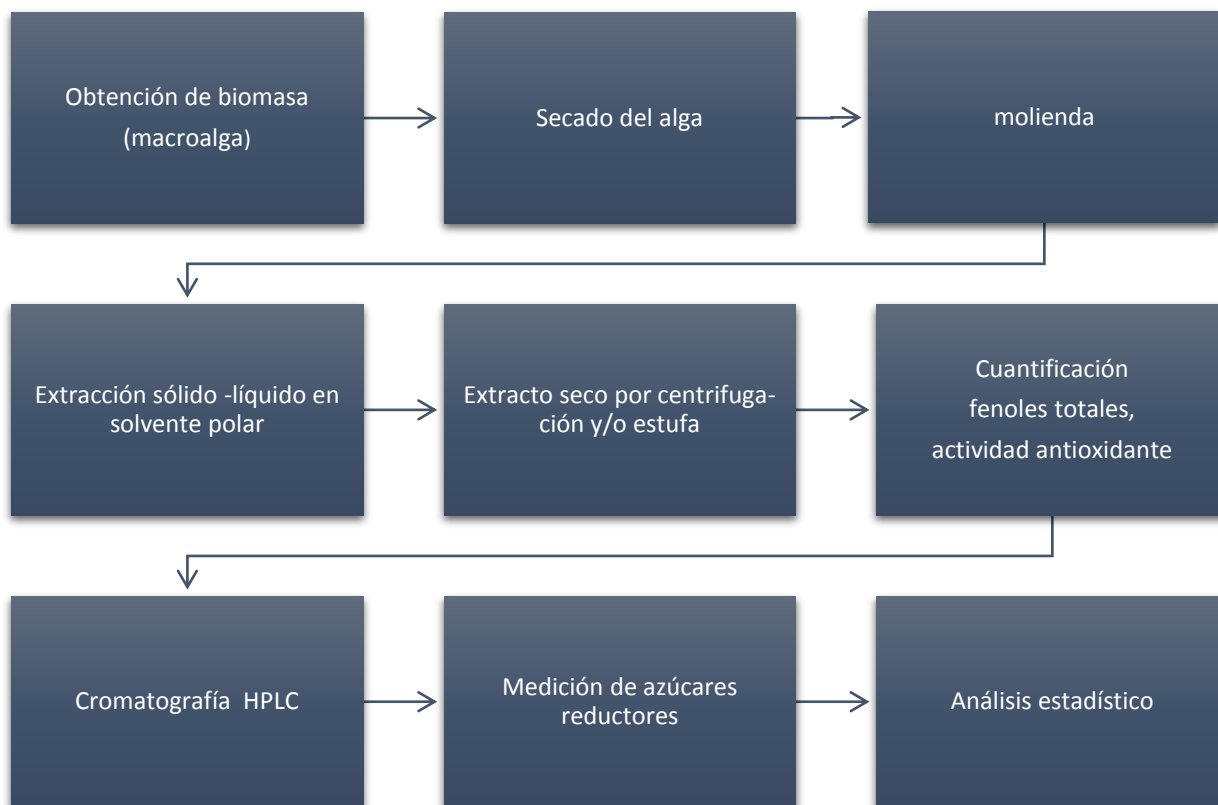 Obtención de biomasa
(macroalga)
Secado del alga
molienda
Extracción sólido -líquido en
solvente polar
Extracto seco por centrifuga-
ción y/o estufa
Cuantificación
fenoles totales,
actividad antioxidante
Cromatografía HPLC
Medición de azúcares
reductores
Análisis estadístico